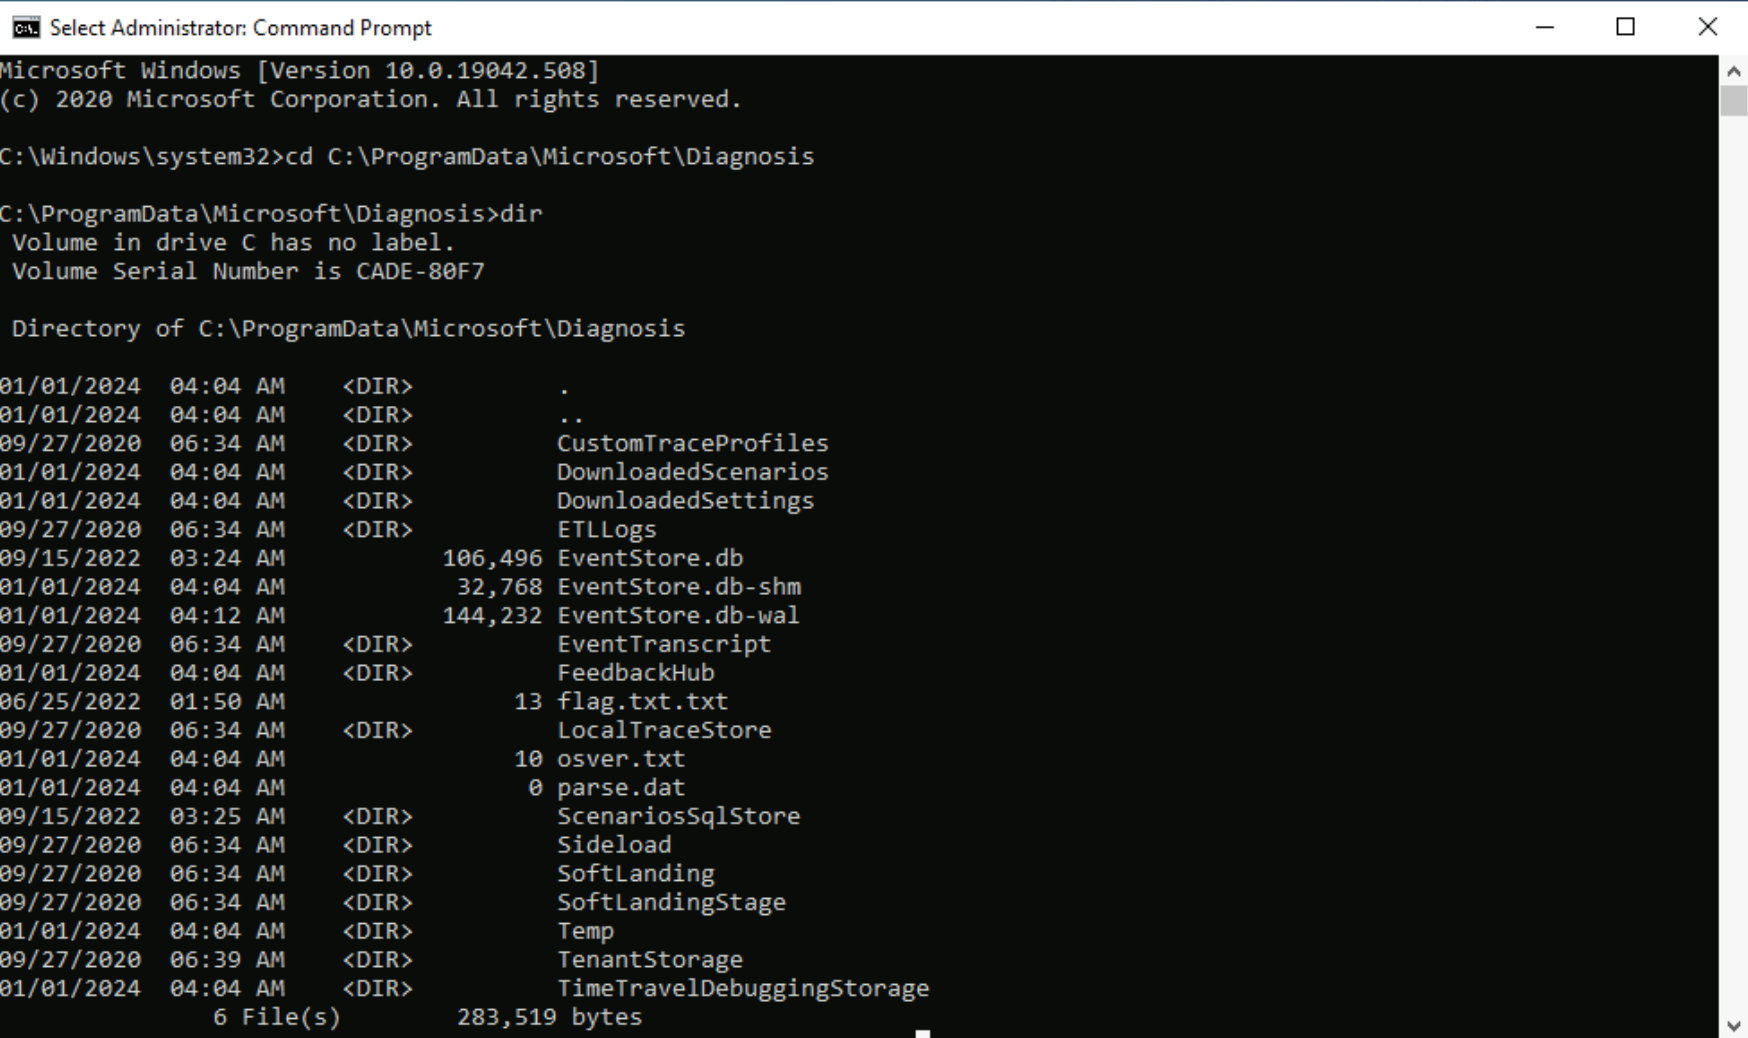 Select Administrator: Command Prompt
Microsoft Windows [Version 10.0.19042.508]
(c) 2020 Microsoft Corporation. All rights reserved.
C:\Windows\system32>cd C:\ProgramData\Microsoft\Diagnosis
C:\ProgramData\Microsoft\Diagnosis>dir
 Volume in drive C has no label.
 Volume Serial Number is CADE-80F7
 Directory of C:\ProgramData\Microsoft\Diagnosis
01/01/2024  04:04 AM    <DIR>          .
01/01/2024  04:04 AM    <DIR>          ..
09/27/2020  06:34 AM    <DIR>          CustomTraceProfiles
01/01/2024  04:04 AM    <DIR>          DownloadedScenarios
01/01/2024  04:04 AM    <DIR>          DownloadedSettings
09/27/2020  06:34 AM    <DIR>          ETLLogs
09/15/2022  03:24 AM           106,496 EventStore.db
01/01/2024  04:04 AM            32,768 EventStore.db-shm
01/01/2024  04:12 AM           144,232 EventStore.db-wal
09/27/2020  06:34 AM    <DIR>          EventTranscript
01/01/2024  04:04 AM    <DIR>          FeedbackHub
06/25/2022  01:50 AM                13 flag.txt.txt
09/27/2020  06:34 AM    <DIR>          LocalTraceStore
01/01/2024  04:04 AM                10 osver.txt
01/01/2024  04:04 AM                 0 parse.dat
09/15/2022  03:25 AM    <DIR>          ScenariosSqlStore
09/27/2020  06:34 AM    <DIR>          Sideload
09/27/2020  06:34 AM    <DIR>          SoftLanding
09/27/2020  06:34 AM    <DIR>          SoftLandingStage
01/01/2024  04:04 AM    <DIR>          Temp
09/27/2020  06:39 AM    <DIR>          TenantStorage
01/01/2024  04:04 AM    <DIR>          TimeTravelDebuggingStorage
               6 File(s)        283,519 bytes